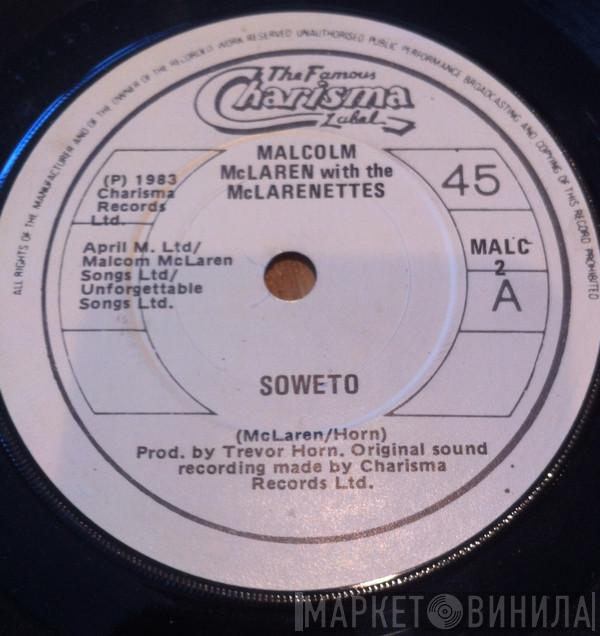 ALL RIGHTS OF THE MANUFACTURER AND OF THE OWNER OF THE RECORDED WORK RESERVED UNAUTHORISED PUBLIC PERFORMANCE BROADCASTING AND COPYING OF THIS RECORD PROHIBITED
The Famous
Charisma
Label
MALCOLM
McLAREN with the
McLARENETTES
(P) 1983
Charisma
Records
Ltd.
45
April M. Ltd/
Malcom McLaren
Songs Ltd/
Unforgettable
Songs Ltd.
MALC
2
A
SOWETO
(McLaren/Horn)
Prod. by Trevor Horn. Original sound
recording made by Charisma
Records Ltd.
МАРКЕТ ВИНИЛА